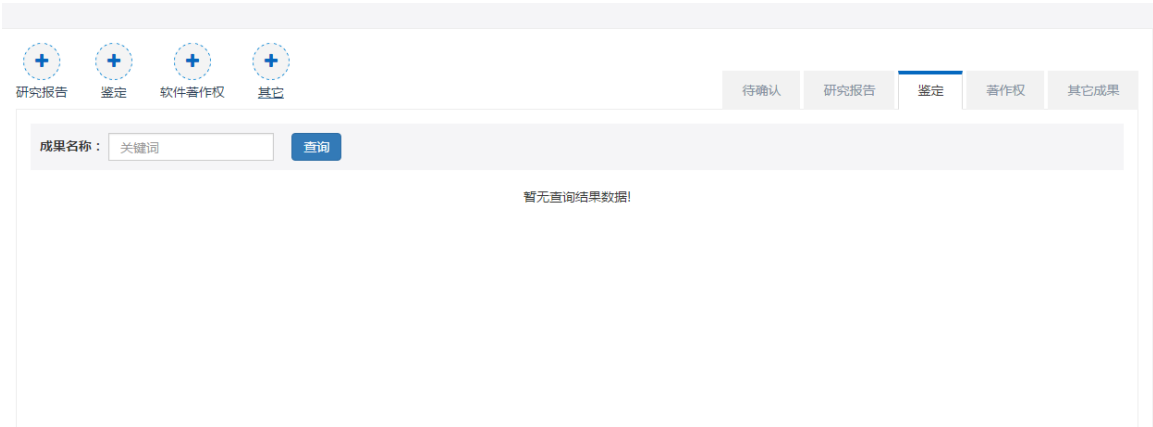 研究报告 鉴定 软件著作权 其它
待确认 研究报告 鉴定 著作权 其它成果
成果名称： 关键词 查询
暂无查询结果数据!